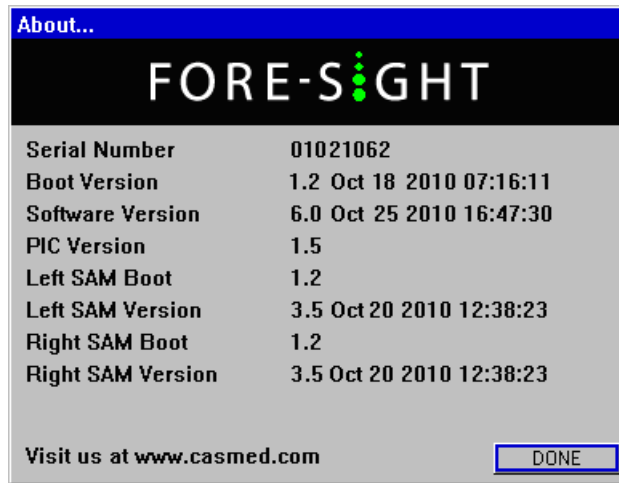 About...
FORE-SIGHT
Serial Number 01021062
Boot Version 1.2 Oct 18 2010 07:16:11
Software Version 6.0 Oct 25 2010 16:47:30
PIC Version 1.5
Left SAM Boot 1.2
Left SAM Version 3.5 Oct 20 2010 12:38:23
Right SAM Boot 1.2
Right SAM Version 3.5 Oct 20 2010 12:38:23
Visit us at www.casmed.com DONE